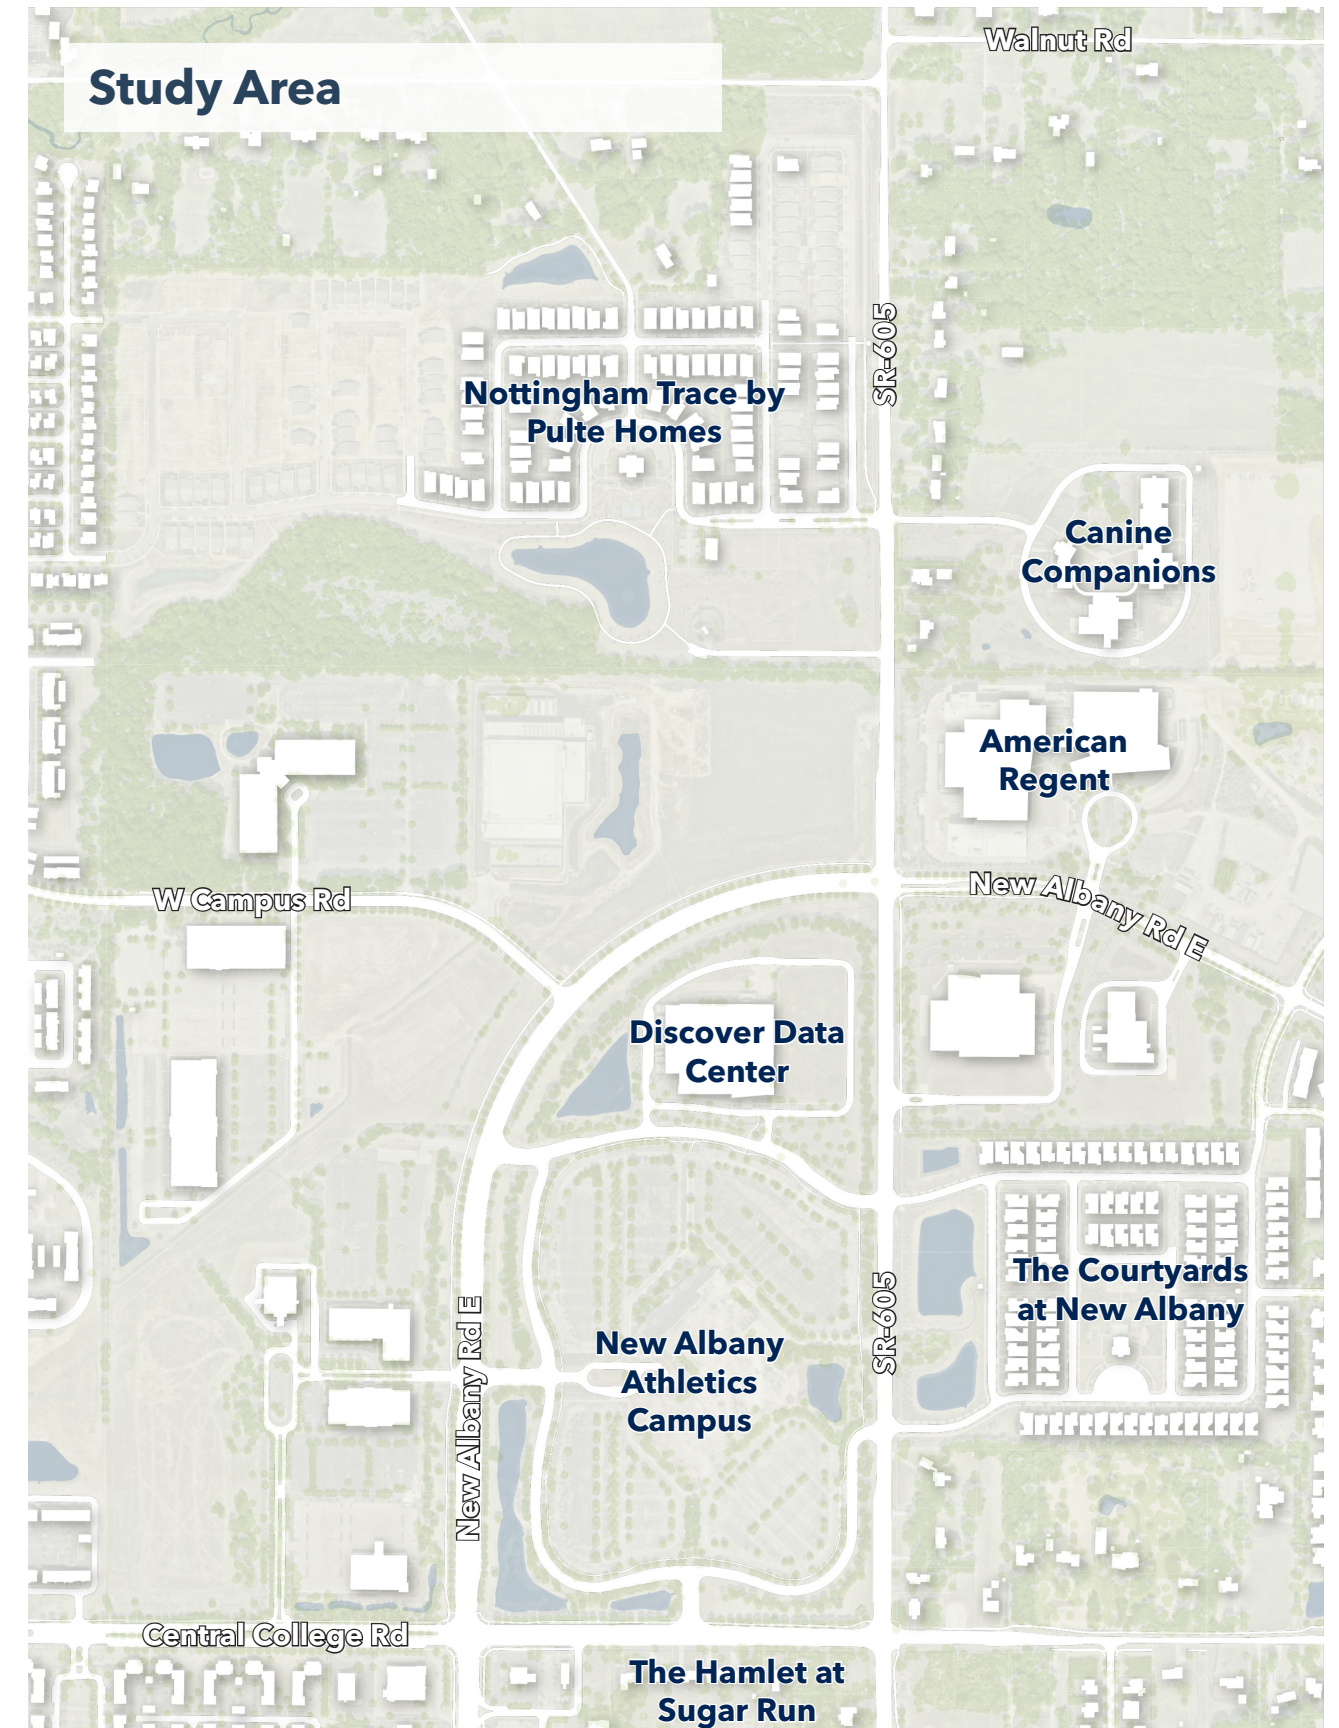 Walnut Rd
Study Area
SR-605
Nottingham Trace by
Pulte Homes
Canine
Companions
American
Regent
New Albany Rd E
W Campus Rd
Discover Data
Center
The Courtyards
at New Albany
SR-605
New Albany Rd E
New Albany
Athletics
Campus
Central College Rd
The Hamlet at
Sugar Run